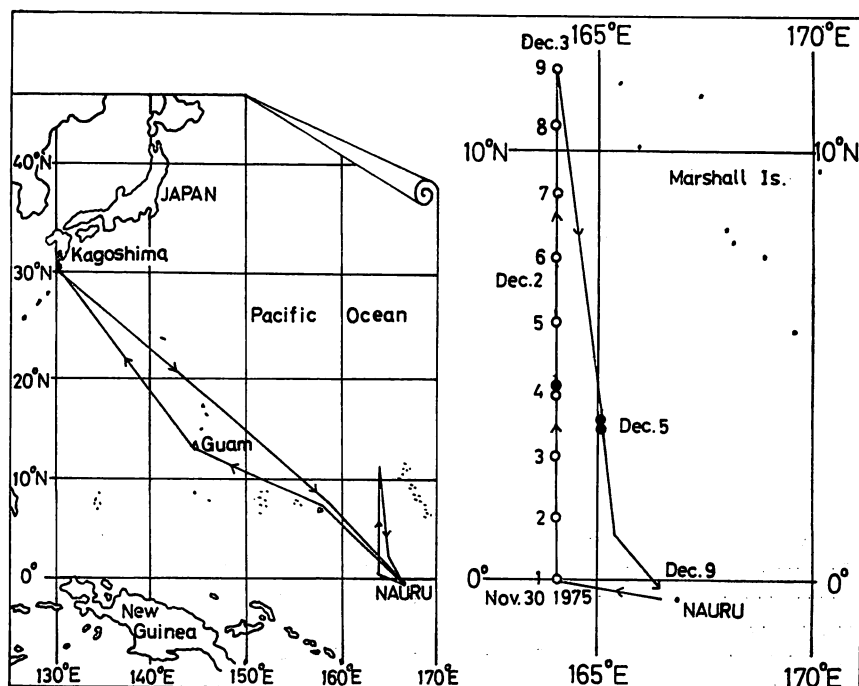 40°N
JAPAN
Kagoshima
30°N
Pacific Ocean
20°N
Guam
10°N
0°
NAURU
New
Guinea
130°E 140°E 150°E 160°E 170°E
165°E 170°E
Dec.3
9
8
10°N 10°N
Marshall Is.
7
6
Dec.2
5
4
Dec.5
3
2
0° 1 Dec.9 0°
Nov.30 1975 NAURU
165°E 170°E